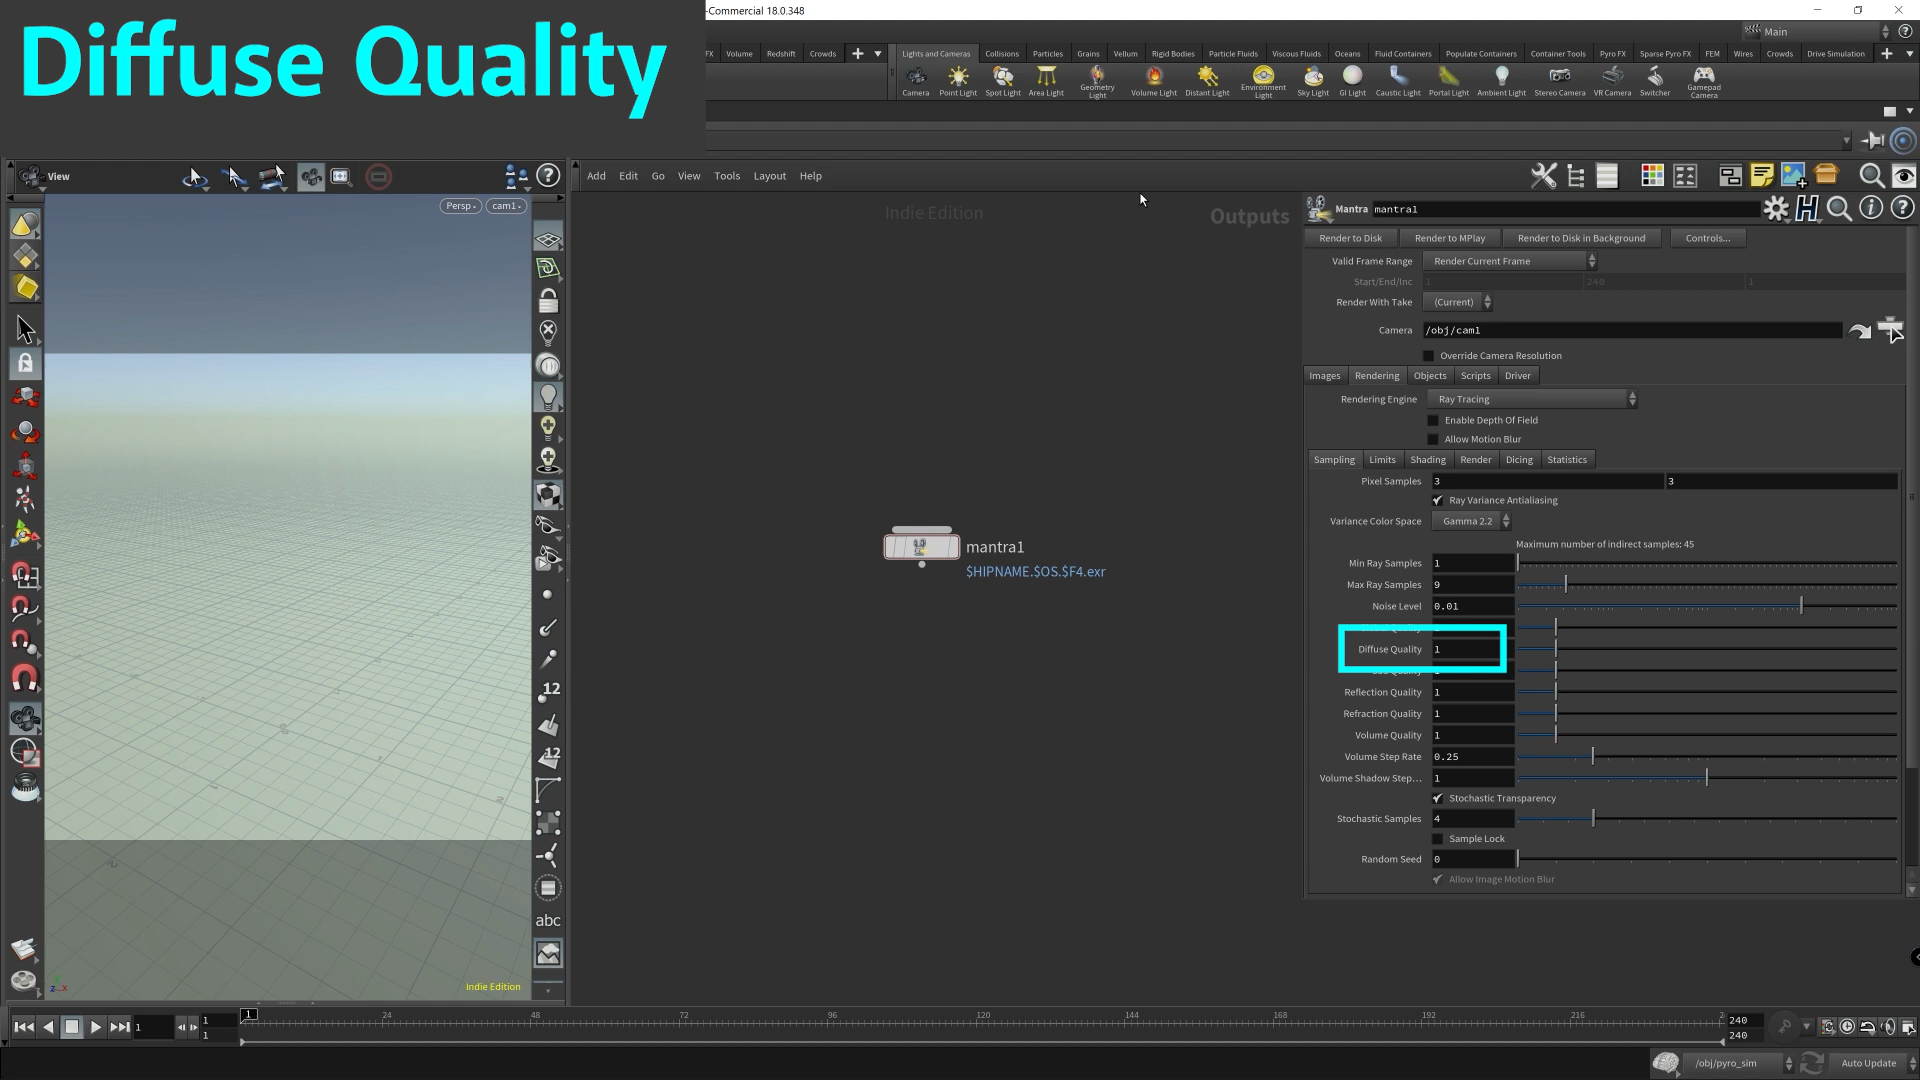 Diffuse Quality
-Commercial 18.0.348
Main
FX Volume Redshift Crowds
Lights and Cameras Collisions Particles Grains Vellum Rigid Bodies Particle Fluids Viscous Fluids Oceans Fluid Containers Populate Containers Container Tools Pyro FX Sparse Pyro FX FEM Wires Crowds Drive Simulation
Camera Point Light Spot Light Area Light Geometry Light Volume Light Distant Light Environment Light Sky Light GI Light Caustic Light Portal Light Ambient Light Stereo Camera VR Camera Switcher Gamepad Camera
View
Persp cam1
12
12
abc
Indie Edition
Add Edit Go View Tools Layout Help
Indie Edition
Outputs
mantra1
$HIPNAME.$OS.$F4.exr
Mantra mantra1
Render to Disk Render to MPlay Render to Disk in Background Controls...
Valid Frame Range Render Current Frame
Start/End/Inc 1 240 1
Render With Take (Current)
Camera /obj/cam1
Override Camera Resolution
Images Rendering Objects Scripts Driver
Rendering Engine Ray Tracing
Enable Depth Of Field
Allow Motion Blur
Sampling Limits Shading Render Dicing Statistics
Pixel Samples 3 3
Ray Variance Antialiasing
Variance Color Space Gamma 2.2
Maximum number of indirect samples: 45
Min Ray Samples 1
Max Ray Samples 9
Noise Level 0.01
Diffuse Quality 1
Reflection Quality 1
Refraction Quality 1
Volume Quality 1
Volume Step Rate 0.25
Volume Shadow Step... 1
Stochastic Transparency
Stochastic Samples 4
Sample Lock
Random Seed 0
Allow Image Motion Blur
1 1 1
1 24 48 72 96 120 144 168 192 216 2
240
240
/obj/pyro_sim Auto Update